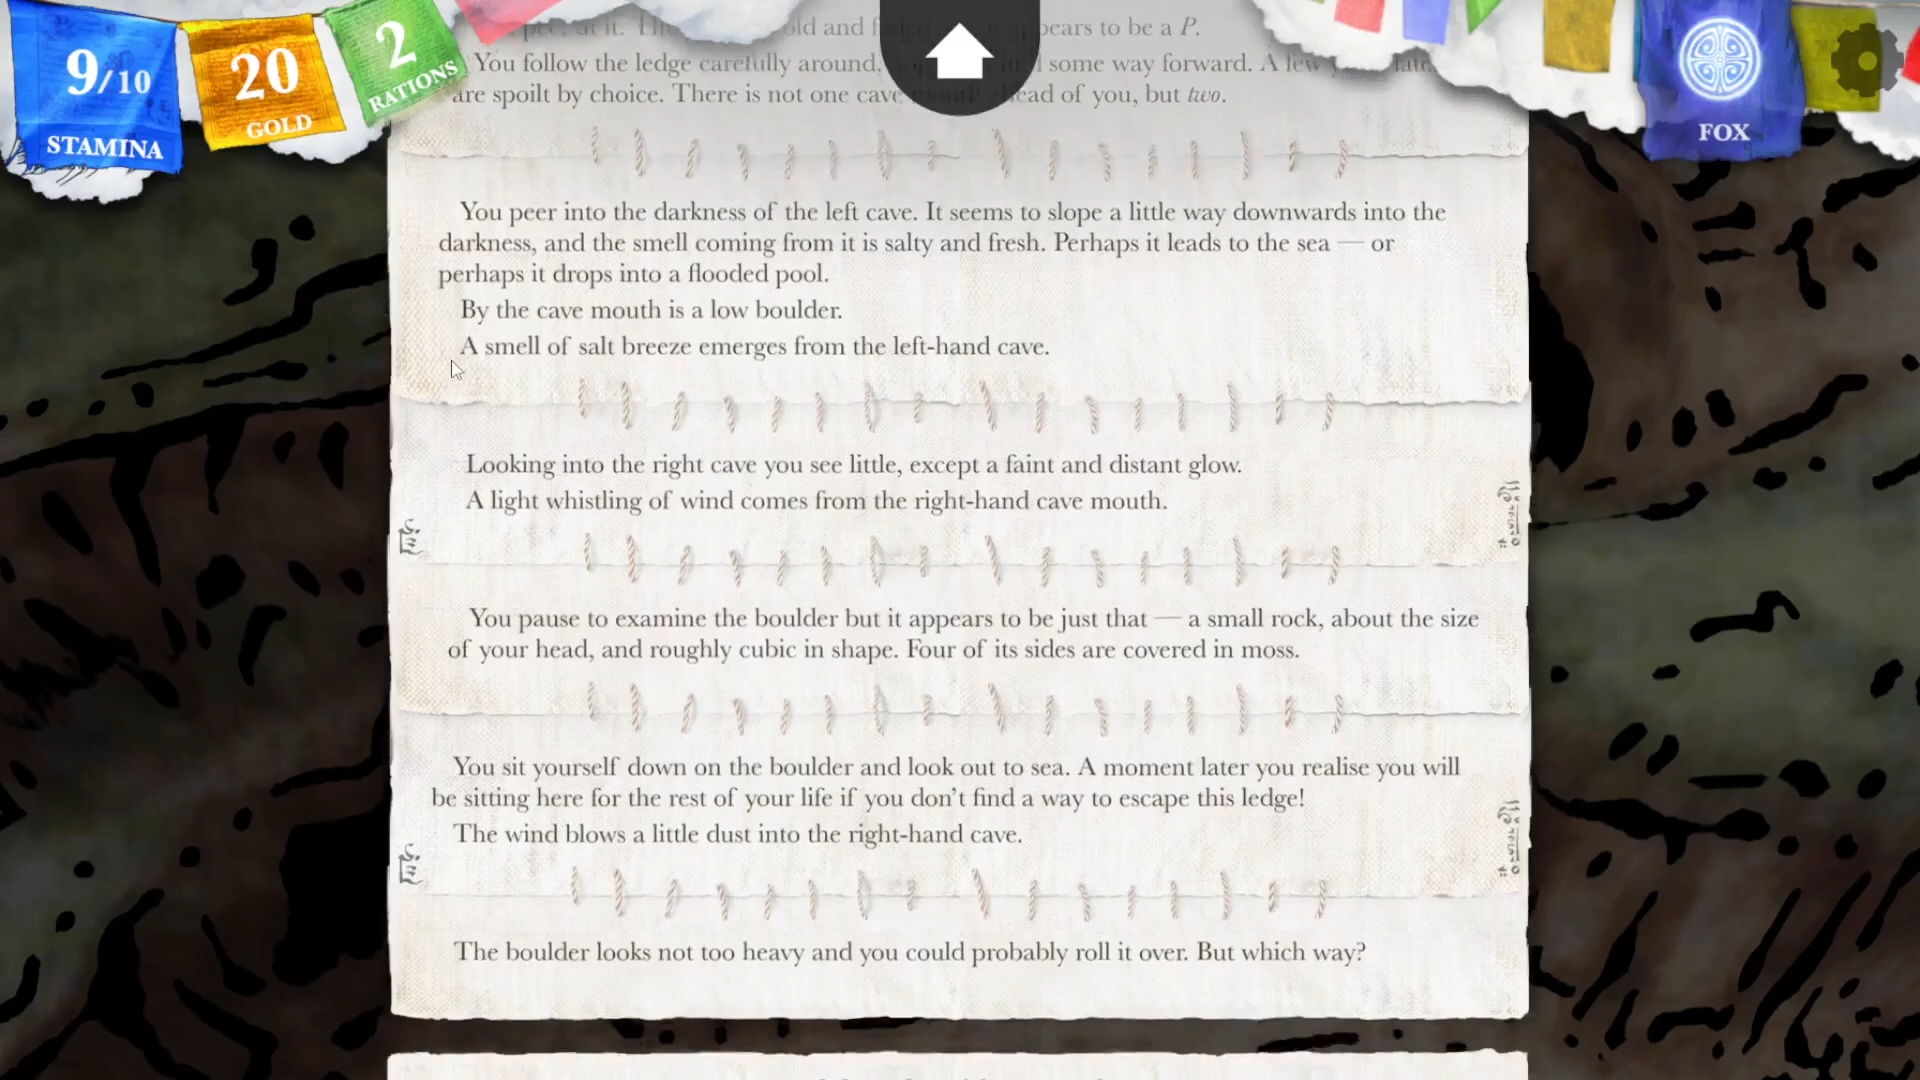 9/10
STAMINA
20
GOLD
2
RATIONS
FOX
old and
appears to be a P.
You follow the ledge carefully around, some way forward. A few
are spoilt by choice. There is not one cave mouth ahead of you, but two.
You peer into the darkness of the left cave. It seems to slope a little way downwards into the
darkness, and the smell coming from it is salty and fresh. Perhaps it leads to the sea — or
perhaps it drops into a flooded pool.
By the cave mouth is a low boulder.
A smell of salt breeze emerges from the left-hand cave.
Looking into the right cave you see little, except a faint and distant glow.
A light whistling of wind comes from the right-hand cave mouth.
You pause to examine the boulder but it appears to be just that — a small rock, about the size
of your head, and roughly cubic in shape. Four of its sides are covered in moss.
You sit yourself down on the boulder and look out to sea. A moment later you realise you will
be sitting here for the rest of your life if you don't find a way to escape this ledge!
The wind blows a little dust into the right-hand cave.
The boulder looks not too heavy and you could probably roll it over. But which way?